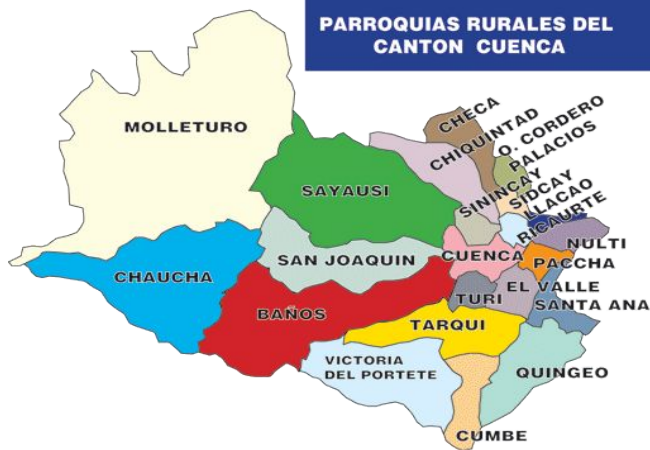 PARROQUIAS RURALES DEL
CANTON CUENCA
MOLLETURO
CHECA
CHIQUINTAD
O. CORDERO
PALACIOS
SAYAUSI
SININCAY
SIDCAY
LLACAO
RICAURTE
NULTI
CHAUCHA
SAN JOAQUIN
CUENCA
PACCHA
BAÑOS
TURI
EL VALLE
SANTA ANA
TARQUI
VICTORIA
DEL PORTETE
QUINGEO
CUMBE